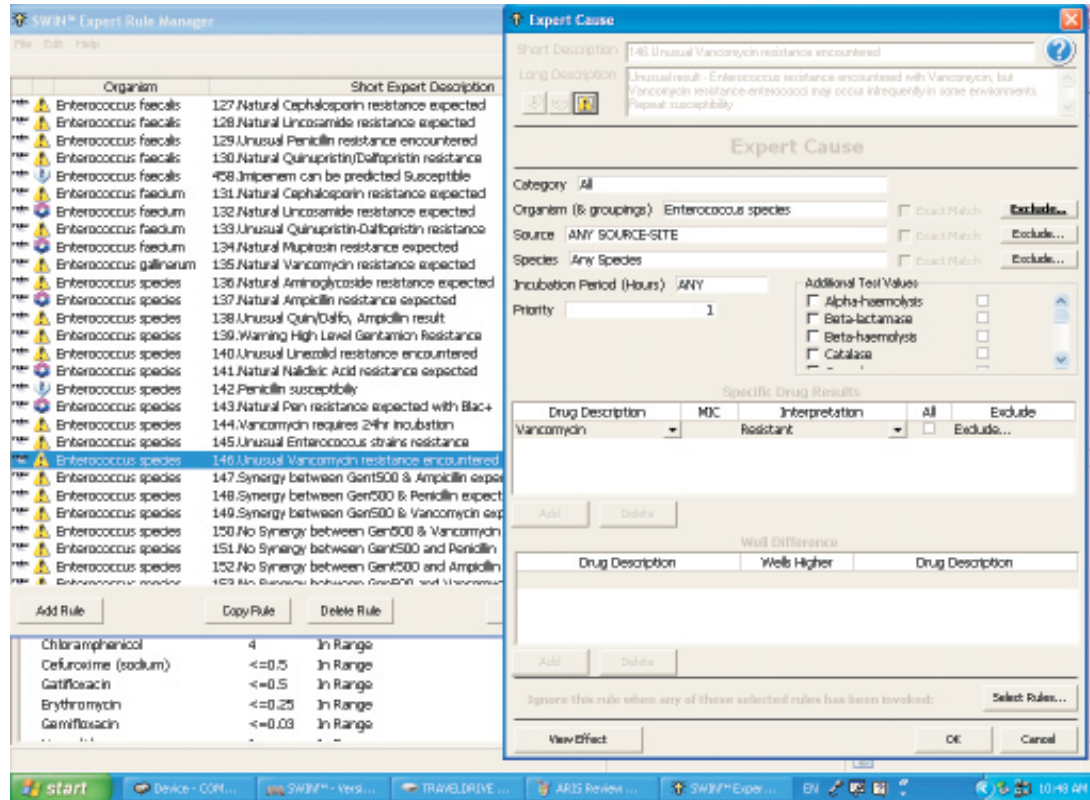 SWIN™ Expert Rule Manager
File Edit Help
Organism Short Expert Description
Enterococcus faecalis 127.Natural Cephalosporin resistance expected
Enterococcus faecalis 128.Natural Lincosamide resistance expected
Enterococcus faecalis 129.Unusual Penicillin resistance encountered
Enterococcus faecalis 130.Natural Quinupristin/Dalfopristin resistance
Enterococcus faecalis 458.Imipenem can be predicted Susceptible
Enterococcus faecium 131.Natural Cephalosporin resistance expected
Enterococcus faecium 132.Natural Lincosamide resistance expected
Enterococcus faecium 133.Unusual Quinupristin-Dalfopristin resistance
Enterococcus faecium 134.Natural Mupirosin resistance expected
Enterococcus gallinarum 135.Natural Vancomycin resistance expected
Enterococcus species 136.Natural Aminoglycoside resistance expected
Enterococcus species 137.Natural Ampicillin resistance expected
Enterococcus species 138.Unusual Quin/Dalfo, Ampicillin result
Enterococcus species 139.Warning High Level Gentamicn Resistance
Enterococcus species 140.Unusual Linezolid resistance encountered
Enterococcus species 141.Natural Nalidixic Acid resistance expected
Enterococcus species 142.Penicillin susceptibility
Enterococcus species 143.Natural Pen resistance expected with Blac+
Enterococcus species 144.Vancomycin requires 24hr incubation
Enterococcus species 145.Unusual Enterococcus strains resistance
Enterococcus species 146.Unusual Vancomycin resistance encountered
Enterococcus species 147.Synergy between Gent500 & Ampicillin expec
Enterococcus species 148.Synergy between Gen500 & Penicillin expect
Enterococcus species 149.Synergy between Gen500 & Vancomycin exp
Enterococcus species 150.No Synergy between Gen500 & Vancomycin
Enterococcus species 151.No Synergy between Gent500 and Penicillin
Enterococcus species 152.No Synergy between Gent500 and Ampicillin
Enterococcus species 153.No Synergy between Gen500 and Vancomyc
Add Rule Copy Rule Delete Rule
Chloramphenicol 4 In Range
Cefuroxime (sodium) <=0.5 In Range
Gatifloxacin <=0.5 In Range
Erythromycin <=0.25 In Range
Gemifloxacin <=0.03 In Range
Expert Cause
Short Description 146.Unusual Vancomycin resistance encountered
Long Description Unusual result - Enterococcus resistance encountered with Vancomycin, but
Vancomycin resistance enterococci may occur infrequently in some environments.
Repeat susceptibility
Expert Cause
Category All
Organism (& groupings) Enterococcus species Exact Match Exclude...
Source ANY SOURCE-SITE Exact Match Exclude...
Species Any Species Exact Match Exclude...
Incubation Period (Hours) ANY
Priority 1
Additional Test Values
Alpha-haemolysis
Beta-lactamase
Beta-haemolysis
Catalase
Specific Drug Results
Drug Description MIC Interpretation All Exclude
Vancomycin Resistant Exclude...
Add Delete
Well Difference
Drug Description Wells Higher Drug Description
Add Delete
Ignore this rule when any of these selected rules has been invoked: Select Rules...
View Effect OK Cancel
start Device - COM... SWIN™ - Versi... TRAVELDRIVE ... ARIS Review ... SWIN™ Exper... EN 10:48 AM